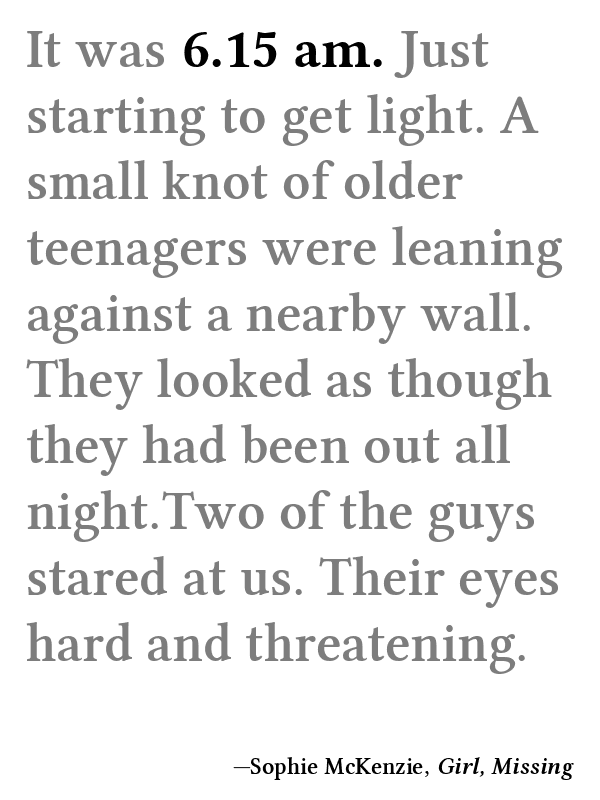 It was 6.15 am. Just
starting to get light. A
small knot of older
teenagers were leaning
against a nearby wall.
They looked as though
they had been out all
night.Two of the guys
stared at us. Their eyes
hard and threatening.
—Sophie McKenzie, Girl, Missing